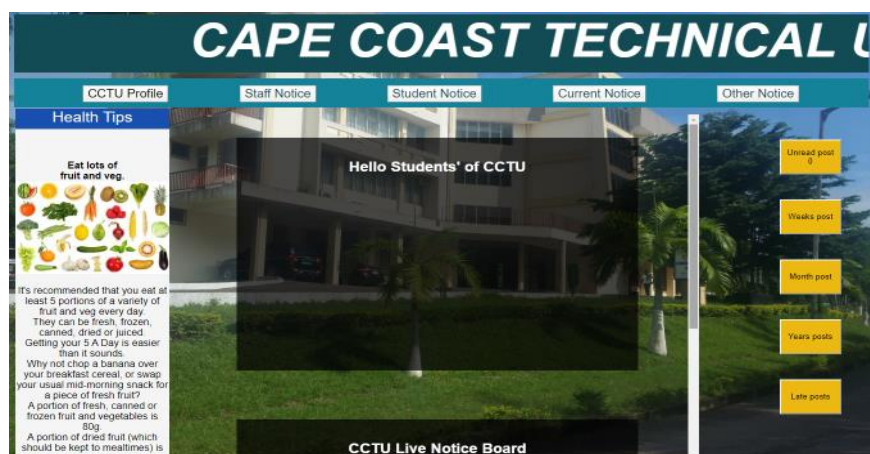 CAPE COAST TECHNICAL U
CCTU Profile
Staff Notice
Student Notice
Current Notice
Other Notice
Health Tips
Eat lots of
fruit and veg.
It's recommended that you eat at
least 5 portions of a variety of
fruit and veg every day.
They can be fresh, frozen,
canned, dried or juiced.
Getting your 5 A Day is easier
than it sounds.
Why not chop a banana over
your breakfast cereal, or swap
your usual mid-morning snack for
a piece of fresh fruit?
A portion of fresh, canned or
frozen fruit and vegetables is
80g.
A portion of dried fruit (which
should be kept to mealtimes) is
Hello Students' of CCTU
CCTU Live Notice Board
Unread post
0
Weeks post
Month post
Years posts
Late posts